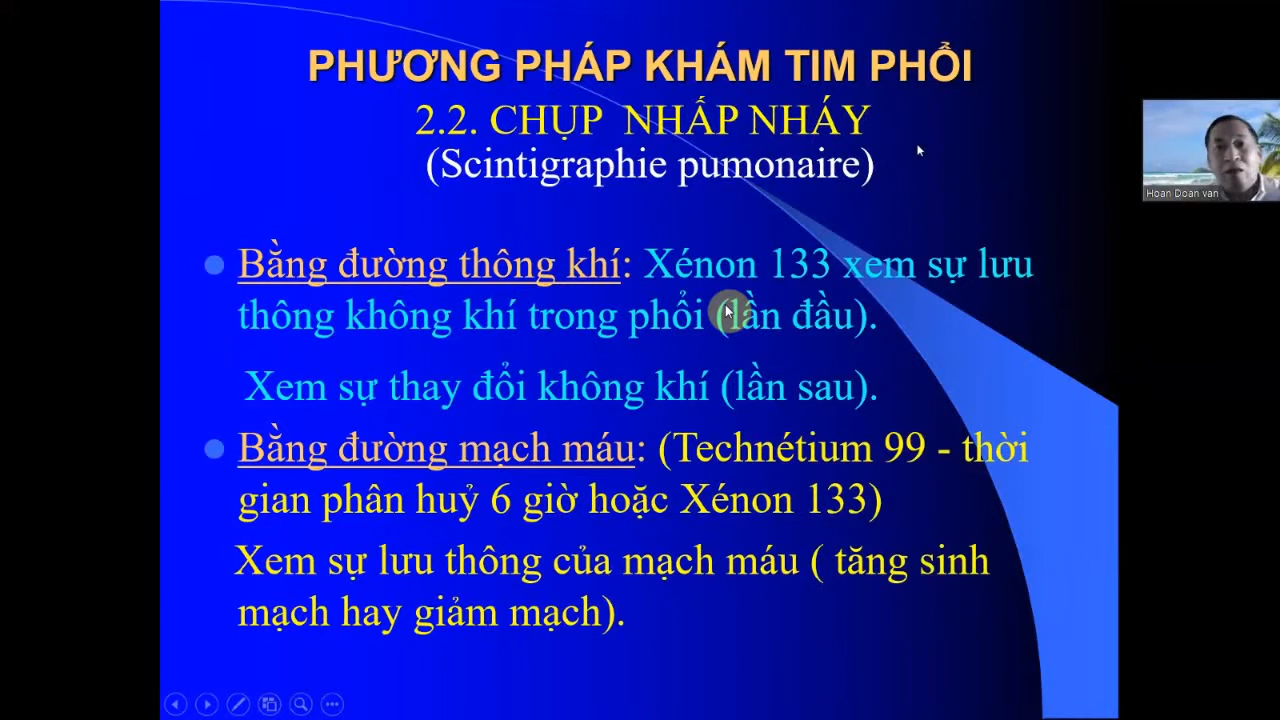 PHƯƠNG PHÁP KHÁM TIM PHỔI
2.2. CHỤP NHẤP NHÁY
(Scintigraphie pumonaire)
Hoan Doan van
Bằng đường thông khí: Xénon 133 xem sự lưu
thông không khí trong phổi (lần đầu).
Xem sự thay đổi không khí (lần sau).
Bằng đường mạch máu: (Technétium 99 - thời
gian phân huỷ 6 giờ hoặc Xénon 133)
Xem sự lưu thông của mạch máu ( tăng sinh
mạch hay giảm mạch).